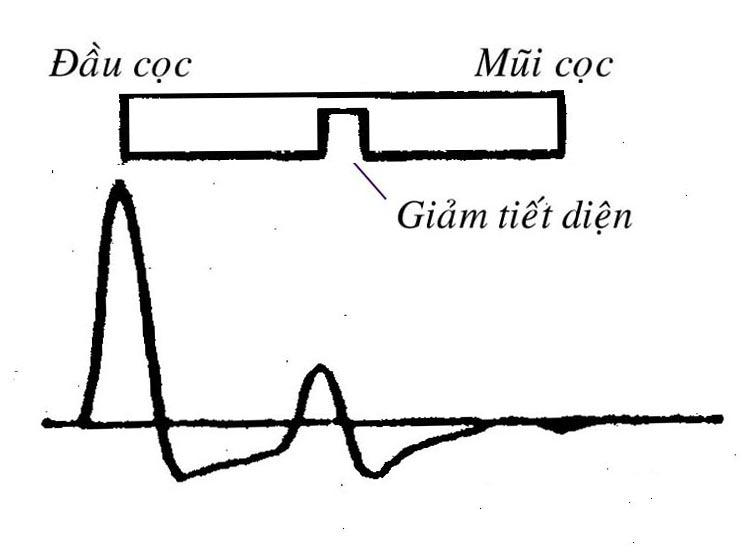 Đầu cọc
Mũi cọc
Giảm tiết diện